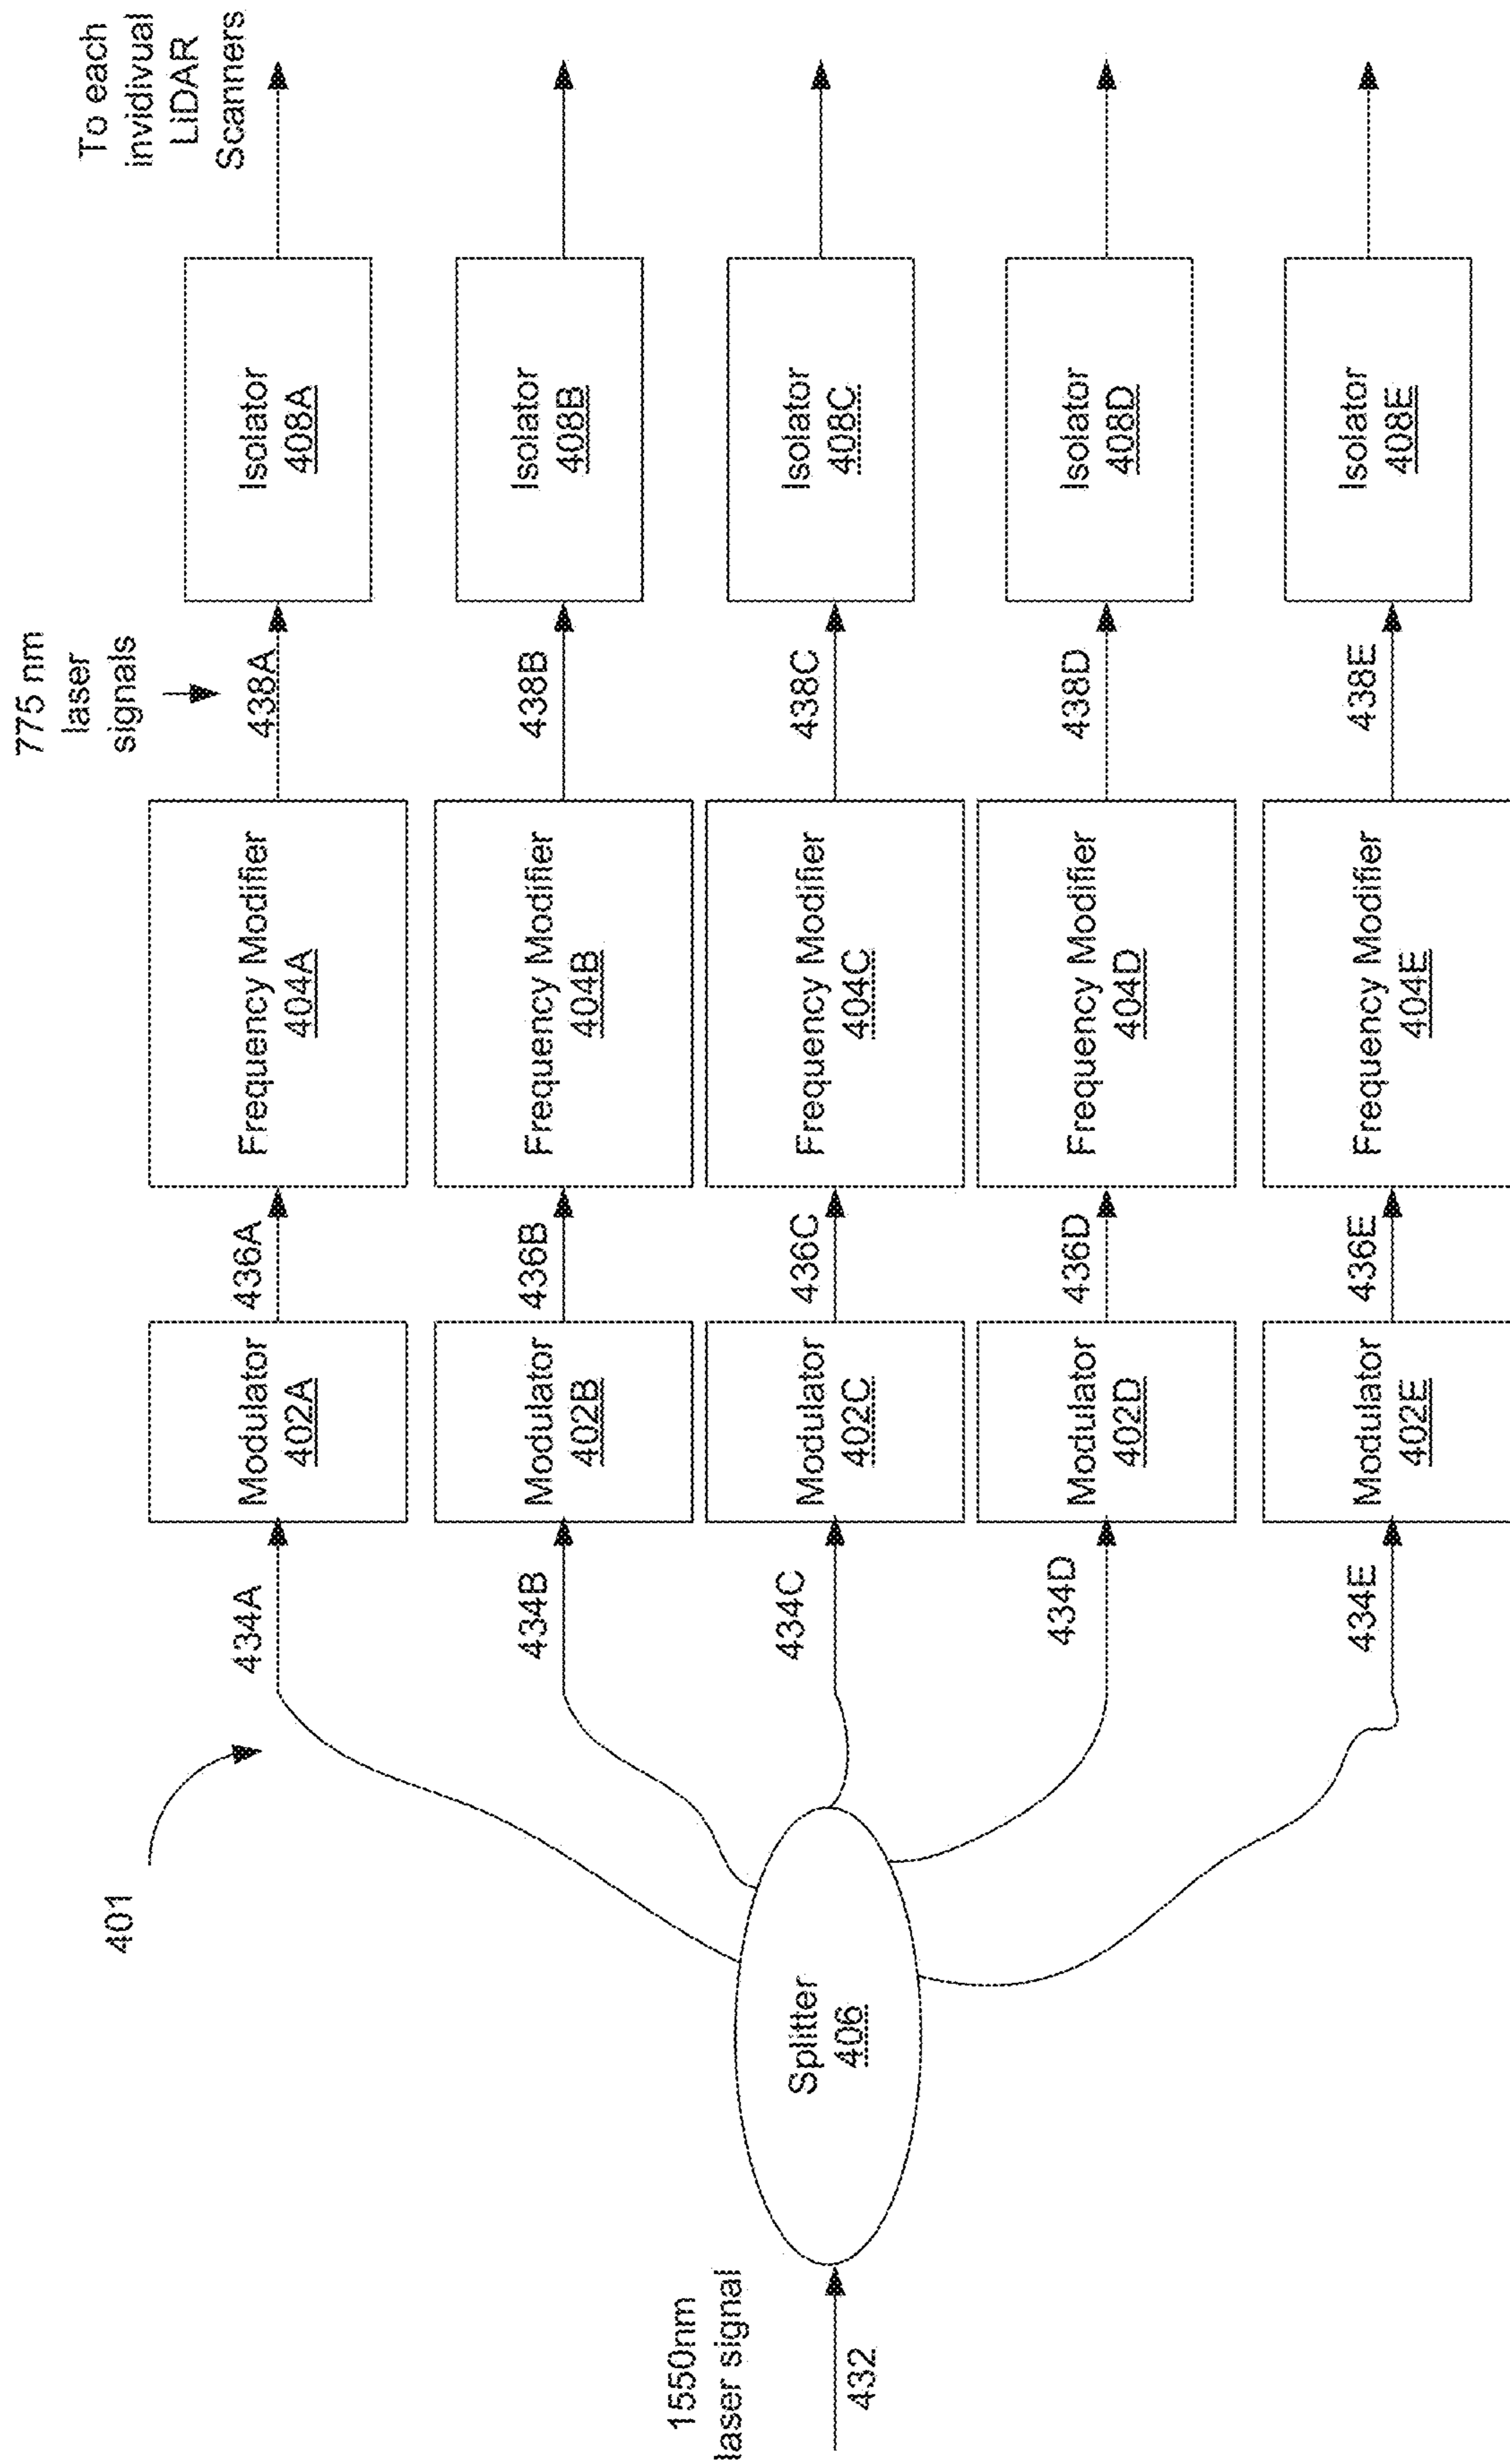 To each
invidivual
LiDAR
Scanners
775 nm
laser
signals
401
1550nm
laser signal
432
Splitter
406
434A
Modulator
402A
436A
Frequency Modifier
404A
438A
Isolator
408A
434B
Modulator
402B
436B
Frequency Modifier
404B
438B
Isolator
408B
434C
Modulator
402C
436C
Frequency Modifier
404C
438C
Isolator
408C
434D
Modulator
402D
436D
Frequency Modifier
404D
438D
Isolator
408D
434E
Modulator
402E
436E
Frequency Modifier
404E
438E
Isolator
408E